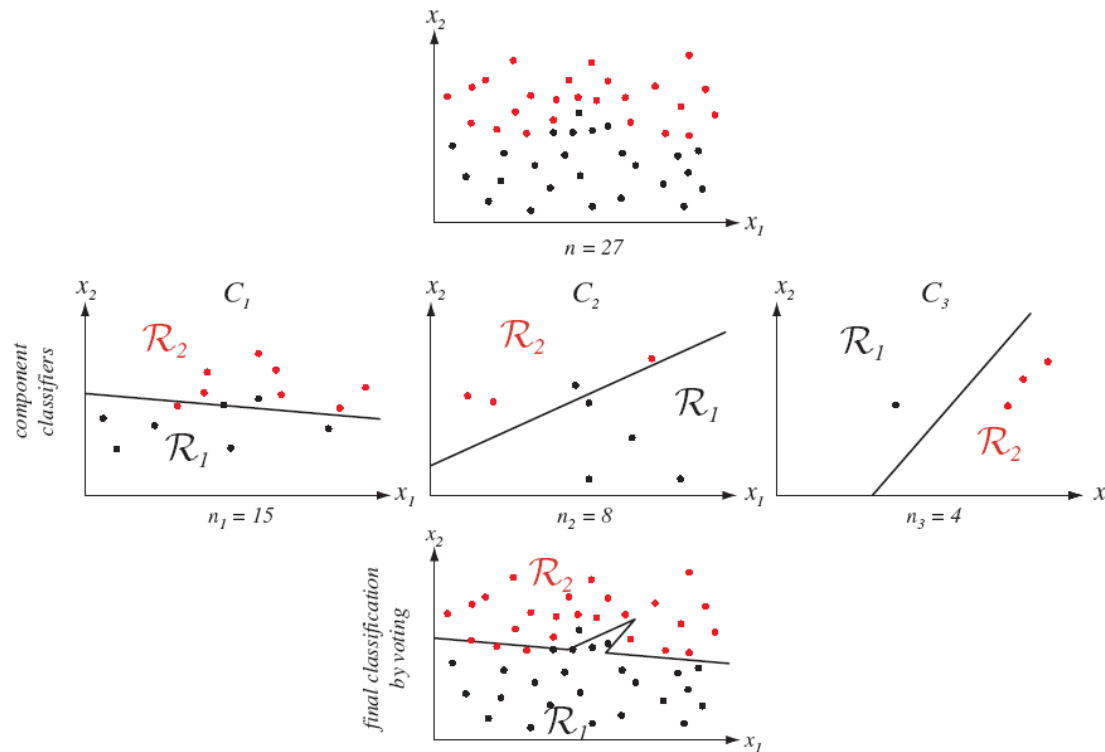 x2
x1
n = 27
component
classifiers
x2
C1
R2
R1
x1
n1 = 15
C2
R2
R1
x1
n2 = 8
x2
C3
R1
R2
x
n3 = 4
final classification
by voting
x2
R2
R1
x1